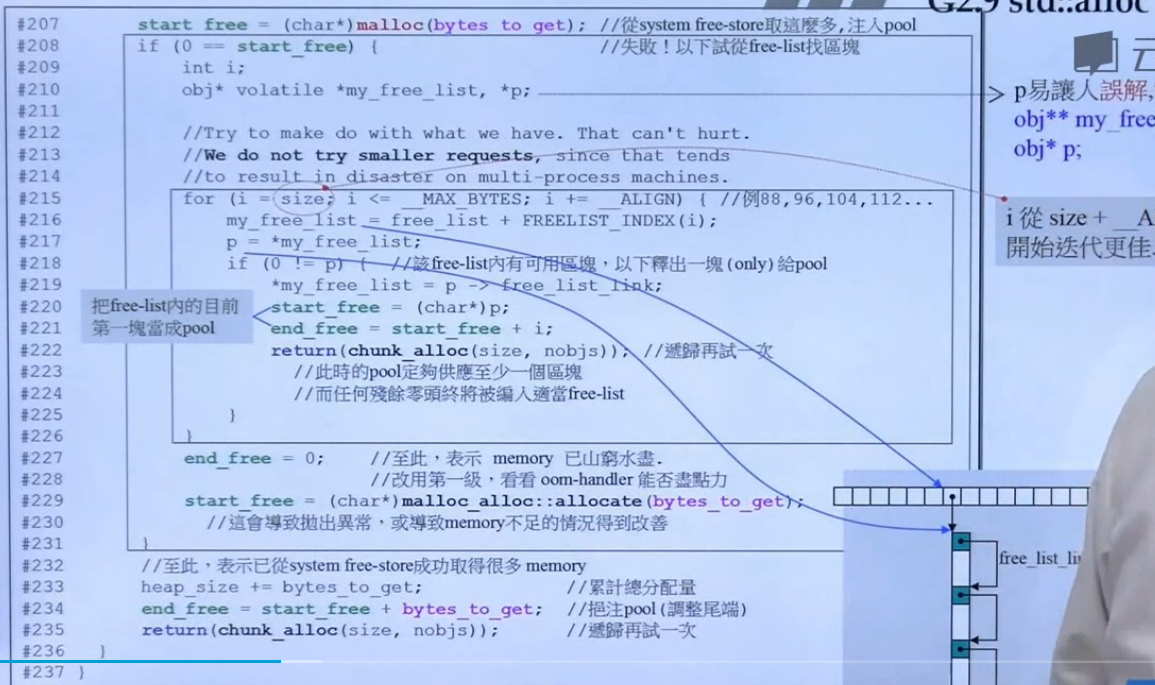 G2.9 std::alloc
#207 start_free = (char*)malloc(bytes_to_get); //從system free-store取這麼多,注入pool
#208 if (0 == start_free) { //失敗！以下試從free-list找區塊
#209 int i;
#210 obj* volatile *my_free_list, *p;
#211
#212 //Try to make do with what we have. That can't hurt.
#213 //We do not try smaller requests, since that tends
#214 //to result in disaster on multi-process machines.
#215 for (i = size; i <= __MAX_BYTES; i += __ALIGN) { //例88,96,104,112...
#216 my_free_list = free_list + FREELIST_INDEX(i);
#217 p = *my_free_list;
#218 if (0 != p) { //該free-list內有可用區塊，以下釋出一塊(only)給pool
#219 *my_free_list = p -> free_list_link;
#220 start_free = (char*)p;
#221 end_free = start_free + i;
#222 return(chunk_alloc(size, nobjs)); //遞歸再試一次
#223 //此時的pool定夠供應至少一個區塊
#224 //而任何殘餘零頭終將被編入適當free-list
#225 }
#226 }
#227 end_free = 0; //至此，表示 memory 已山窮水盡.
#228 //改用第一級，看看 oom-handler 能否盡點力
#229 start_free = (char*)malloc_alloc::allocate(bytes_to_get);
#230 //這會導致拋出異常，或導致memory不足的情況得到改善
#231 }
#232 //至此，表示已從system free-store成功取得很多 memory
#233 heap_size += bytes_to_get; //累計總分配量
#234 end_free = start_free + bytes_to_get; //挹注pool(調整尾端)
#235 return(chunk_alloc(size, nobjs)); //遞歸再試一次
#236 }
#237 }
把free-list內的目前
第一塊當成pool
云
p易讓人誤解,
obj** my_free
obj* p;
i 從 size + __A
開始迭代更佳.
free_list_li